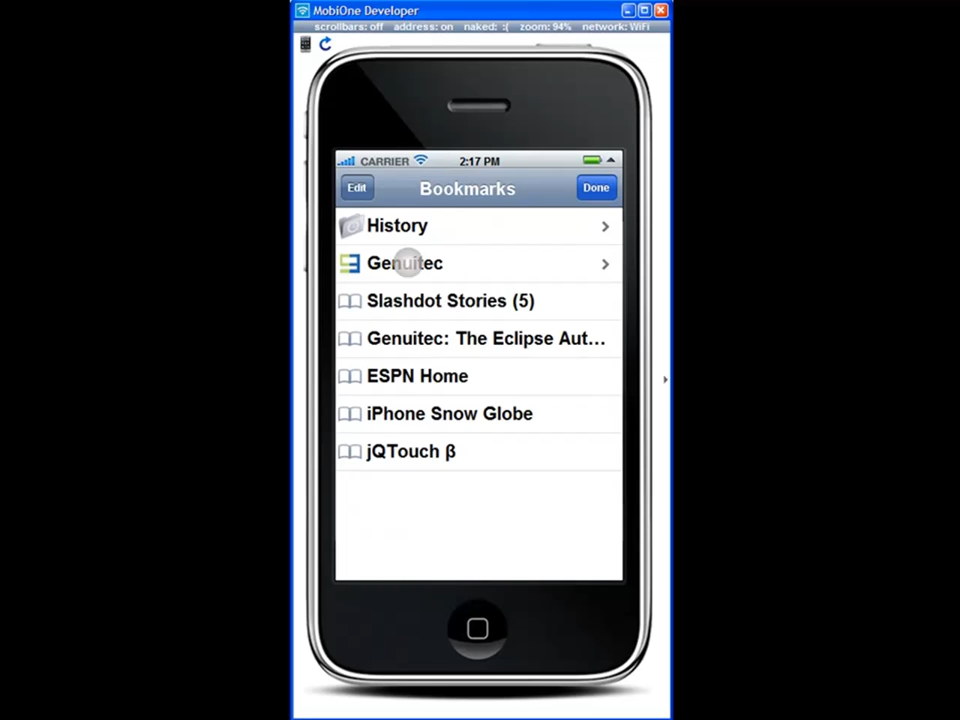 MobiOne Developer
scrollbars: off address: on naked: :( zoom: 94% network: WiFi
CARRIER 2:17 PM
Edit Bookmarks Done
History
Genuitec
Slashdot Stories (5)
Genuitec: The Eclipse Aut...
ESPN Home
iPhone Snow Globe
jQTouch β